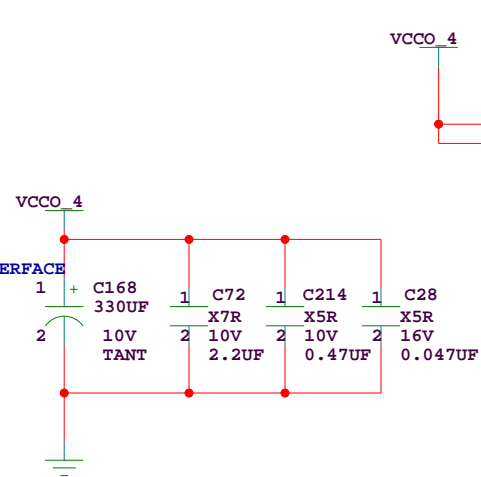 VCCO_4
VCCO_4
ERFACE
1 + C168
330UF
2 10V
TANT
1 C72
X7R
2 10V
2.2UF
1 C214
X5R
2 10V
0.47UF
1 C28
X5R
2 16V
0.047UF